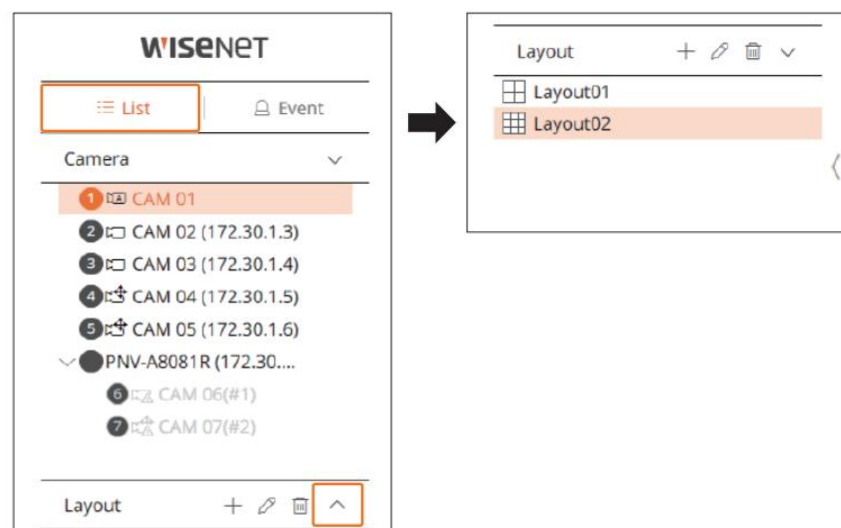 WISENET
List
Event
Camera
1 CAM 01
2 CAM 02 (172.30.1.3)
3 CAM 03 (172.30.1.4)
4 CAM 04 (172.30.1.5)
5 CAM 05 (172.30.1.6)
PNV-A8081R (172.30....
6 CAM 06(#1)
7 CAM 07(#2)
Layout
Layout
Layout01
Layout02